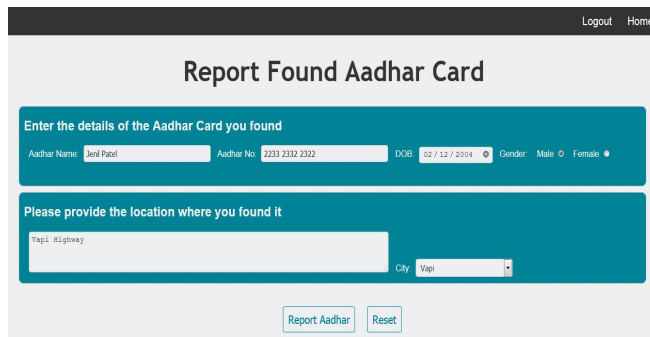 Logout Home
Report Found Aadhar Card
Enter the details of the Aadhar Card you found
Aadhar Name: Jenil Patel Aadhar No: 2233 2332 2322 DOB: 02 / 12 / 2004 Gender: Male Female
Please provide the location where you found it
Vapi Highway
City: Vapi
Report Aadhar Reset